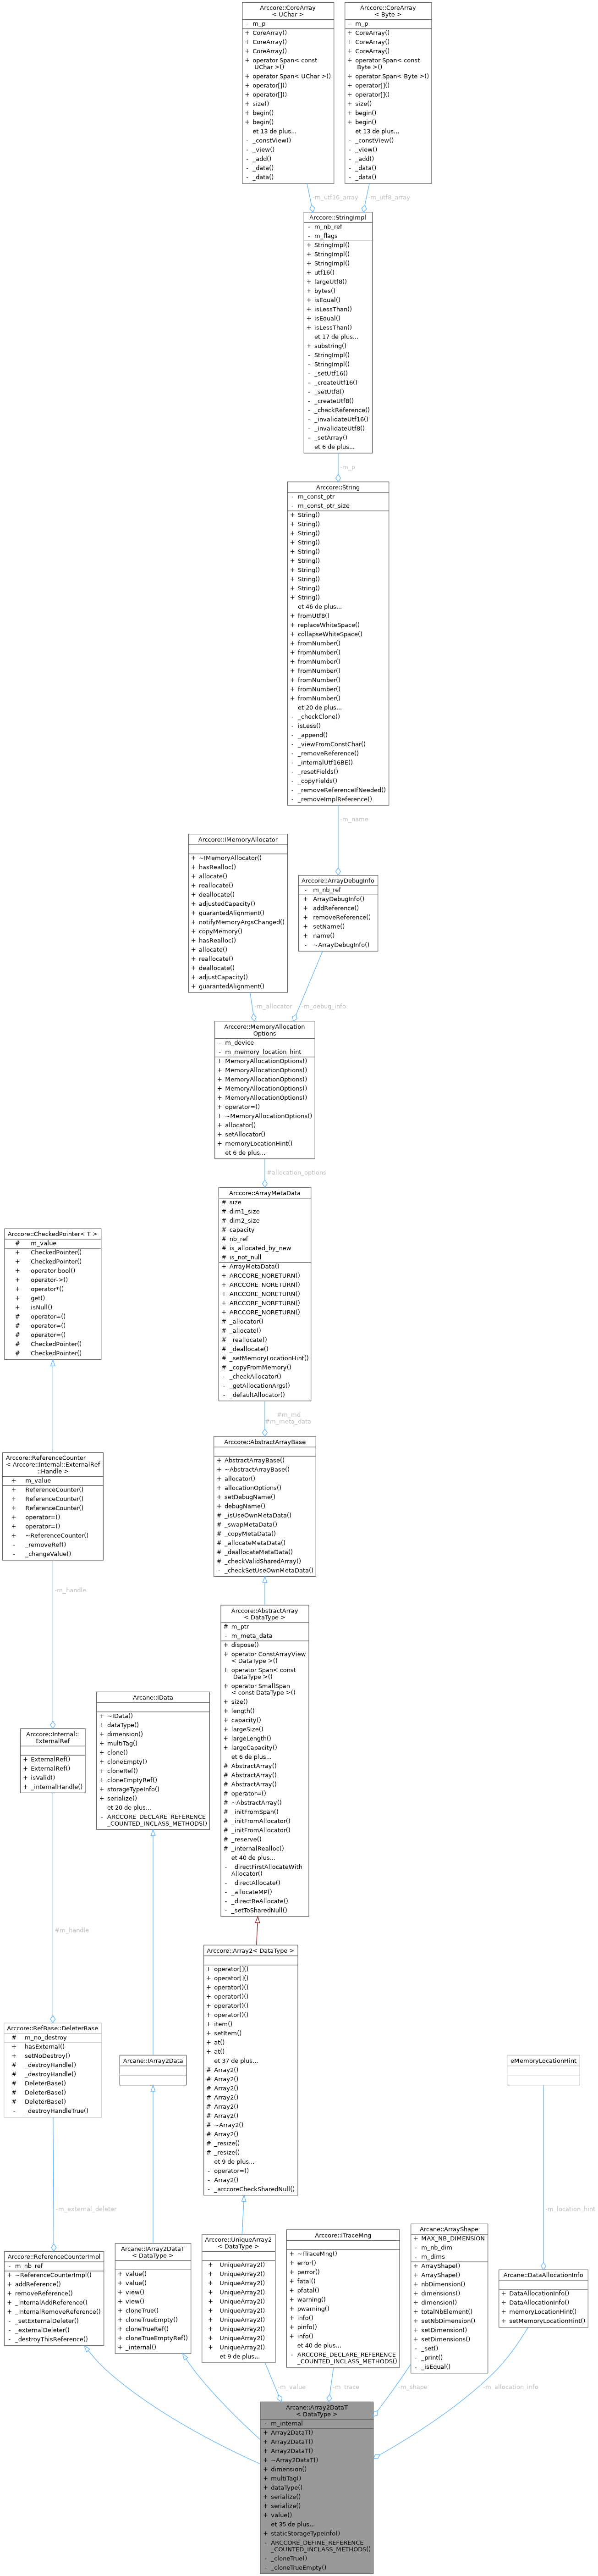 Arccore::CoreArray
< UChar >
- m_p
+ CoreArray()
+ CoreArray()
+ CoreArray()
+ operator Span< const
UChar >()
+ operator Span< UChar >()
+ operator[]()
+ operator[]()
+ size()
+ begin()
+ begin()
et 13 de plus...
- _constView()
- _view()
- _add()
- _data()
- _data()
Arccore::CoreArray
< Byte >
- m_p
+ CoreArray()
+ CoreArray()
+ CoreArray()
+ operator Span< const
Byte >()
+ operator Span< Byte >()
+ operator[]()
+ operator[]()
+ size()
+ begin()
+ begin()
et 13 de plus...
- _constView()
- _view()
- _add()
- _data()
- _data()
-m_utf16_array
-m_utf8_array
Arccore::StringImpl
- m_nb_ref
- m_flags
+ StringImpl()
+ StringImpl()
+ StringImpl()
+ utf16()
+ largeUtf8()
+ bytes()
+ isEqual()
+ isLessThan()
+ isEqual()
+ isLessThan()
et 17 de plus...
+ substring()
- StringImpl()
- StringImpl()
- _setUtf16()
- _createUtf16()
- _setUtf8()
- _createUtf8()
- _checkReference()
- _invalidateUtf16()
- _invalidateUtf8()
- _setArray()
et 6 de plus...
-m_p
Arccore::String
- m_const_ptr
- m_const_ptr_size
+ String()
+ String()
+ String()
+ String()
+ String()
+ String()
+ String()
+ String()
+ String()
+ String()
et 46 de plus...
+ fromUtf8()
+ replaceWhiteSpace()
+ collapseWhiteSpace()
+ fromNumber()
+ fromNumber()
+ fromNumber()
+ fromNumber()
+ fromNumber()
+ fromNumber()
+ fromNumber()
et 20 de plus...
- _checkClone()
- isLess()
- _append()
- _viewFromConstChar()
- _removeReference()
- _internalUtf16BE()
- _resetFields()
- _copyFields()
- _removeReferenceIfNeeded()
- _removeImplReference()
-m_name
Arccore::IMemoryAllocator
+ ~IMemoryAllocator()
+ hasRealloc()
+ allocate()
+ reallocate()
+ deallocate()
+ adjustedCapacity()
+ guarantedAlignment()
+ notifyMemoryArgsChanged()
+ copyMemory()
+ hasRealloc()
+ allocate()
+ reallocate()
+ deallocate()
+ adjustCapacity()
+ guarantedAlignment()
Arccore::ArrayDebugInfo
- m_nb_ref
+ ArrayDebugInfo()
+ addReference()
+ removeReference()
+ setName()
+ name()
- ~ArrayDebugInfo()
-m_allocator
-m_debug_info
Arccore::MemoryAllocation
Options
- m_device
- m_memory_location_hint
+ MemoryAllocationOptions()
+ MemoryAllocationOptions()
+ MemoryAllocationOptions()
+ MemoryAllocationOptions()
+ MemoryAllocationOptions()
+ operator=()
+ ~MemoryAllocationOptions()
+ allocator()
+ setAllocator()
+ memoryLocationHint()
et 6 de plus...
#allocation_options
Arccore::ArrayMetaData
# size
# dim1_size
# dim2_size
# capacity
# nb_ref
# is_allocated_by_new
# is_not_null
+ ArrayMetaData()
+ ARCCORE_NORETURN()
+ ARCCORE_NORETURN()
+ ARCCORE_NORETURN()
+ ARCCORE_NORETURN()
+ ARCCORE_NORETURN()
# _allocator()
# _allocate()
# _reallocate()
# _deallocate()
# _setMemoryLocationHint()
# _copyFromMemory()
- _checkAllocator()
- _getAllocationArgs()
- _defaultAllocator()
#m_md
#m_meta_data
Arccore::AbstractArrayBase
+ AbstractArrayBase()
+ ~AbstractArrayBase()
+ allocator()
+ allocationOptions()
+ setDebugName()
+ debugName()
# _isUseOwnMetaData()
# _swapMetaData()
# _copyMetaData()
# _allocateMetaData()
# _deallocateMetaData()
# _checkValidSharedArray()
- _checkSetUseOwnMetaData()
Arccore::CheckedPointer< T >
# m_value
+ CheckedPointer()
+ CheckedPointer()
+ operator bool()
+ operator->()
+ operator*()
+ get()
+ isNull()
# operator=()
# operator=()
# operator=()
# CheckedPointer()
# CheckedPointer()
Arccore::ReferenceCounter
< Arccore::Internal::ExternalRef
::Handle >
+ m_value
+ ReferenceCounter()
+ ReferenceCounter()
+ ReferenceCounter()
+ operator=()
+ operator=()
+ ~ReferenceCounter()
- _removeRef()
- _changeValue()
-m_handle
Arccore::Internal::
ExternalRef
+ ExternalRef()
+ ExternalRef()
+ isValid()
+ _internalHandle()
#m_handle
Arccore::AbstractArray
< DataType >
# m_ptr
- m_meta_data
+ dispose()
+ operator ConstArrayView
< DataType >()
+ operator Span< const
DataType >()
+ operator SmallSpan
< const DataType >()
+ size()
+ length()
+ capacity()
+ largeSize()
+ largeLength()
+ largeCapacity()
et 6 de plus...
# AbstractArray()
# AbstractArray()
# AbstractArray()
# operator=()
# ~AbstractArray()
# _initFromSpan()
# _initFromAllocator()
# _initFromAllocator()
# _reserve()
# _internalRealloc()
et 40 de plus...
- _directFirstAllocateWith
Allocator()
- _directAllocate()
- _allocateMP()
- _directReAllocate()
- _setToSharedNull()
Arcane::IData
+ ~IData()
+ dataType()
+ dimension()
+ multiTag()
+ clone()
+ cloneEmpty()
+ cloneRef()
+ cloneEmptyRef()
+ storageTypeInfo()
+ serialize()
et 20 de plus...
- ARCCORE_DECLARE_REFERENCE
_COUNTED_INCLASS_METHODS()
Arccore::Array2< DataType >
+ operator[]()
+ operator[]()
+ operator()()
+ operator()()
+ operator()()
+ operator()()
+ item()
+ setItem()
+ at()
+ at()
et 37 de plus...
# Array2()
# Array2()
# Array2()
# Array2()
# Array2()
# Array2()
# ~Array2()
# Array2()
# _resize()
# _resize()
et 9 de plus...
- operator=()
- Array2()
- _arccoreCheckSharedNull()
Arccore::RefBase::DeleterBase
# m_no_destroy
+ hasExternal()
+ setNoDestroy()
# _destroyHandle()
# _destroyHandle()
# DeleterBase()
# DeleterBase()
# DeleterBase()
- _destroyHandleTrue()
Arcane::IArray2Data
eMemoryLocationHint
-m_external_deleter
-m_location_hint
Arccore::ReferenceCounterImpl
- m_nb_ref
+ ~ReferenceCounterImpl()
+ addReference()
+ removeReference()
+ _internalAddReference()
+ _internalRemoveReference()
- _setExternalDeleter()
- _externalDeleter()
- _destroyThisReference()
Arcane::IArray2DataT
< DataType >
+ value()
+ value()
+ view()
+ view()
+ cloneTrue()
+ cloneTrueEmpty()
+ cloneTrueRef()
+ cloneTrueEmptyRef()
+ _internal()
Arccore::UniqueArray2
< DataType >
+ UniqueArray2()
+ UniqueArray2()
+ UniqueArray2()
+ UniqueArray2()
+ UniqueArray2()
+ UniqueArray2()
+ UniqueArray2()
+ UniqueArray2()
+ UniqueArray2()
+ UniqueArray2()
et 9 de plus...
Arccore::ITraceMng
+ ~ITraceMng()
+ error()
+ perror()
+ fatal()
+ pfatal()
+ warning()
+ pwarning()
+ info()
+ pinfo()
+ info()
et 40 de plus...
- ARCCORE_DECLARE_REFERENCE
_COUNTED_INCLASS_METHODS()
Arcane::ArrayShape
+ MAX_NB_DIMENSION
- m_nb_dim
- m_dims
+ ArrayShape()
+ ArrayShape()
+ nbDimension()
+ dimensions()
+ dimension()
+ totalNbElement()
+ setNbDimension()
+ setDimension()
+ setDimensions()
- _set()
- _print()
- _isEqual()
Arcane::DataAllocationInfo
+ DataAllocationInfo()
+ DataAllocationInfo()
+ memoryLocationHint()
+ setMemoryLocationHint()
-m_value
-m_trace
-m_shape
-m_allocation_info
Arcane::Array2DataT
< DataType >
- m_internal
+ Array2DataT()
+ Array2DataT()
+ Array2DataT()
+ ~Array2DataT()
+ dimension()
+ multiTag()
+ dataType()
+ serialize()
+ serialize()
+ value()
et 35 de plus...
+ staticStorageTypeInfo()
- ARCCORE_DEFINE_REFERENCE
_COUNTED_INCLASS_METHODS()
- _cloneTrue()
- _cloneTrueEmpty()